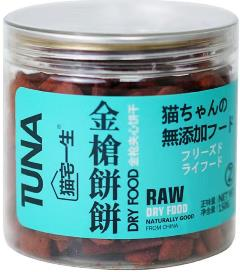 TUNA
猫宅一生
金槍餅餅
DRY FOOD
金枪夹心饼干
猫ちゃんの
無添加フード
フリーズド
ライフード
RAW
DRY FOOD
NATURALLY GOOD
FROM CHINA